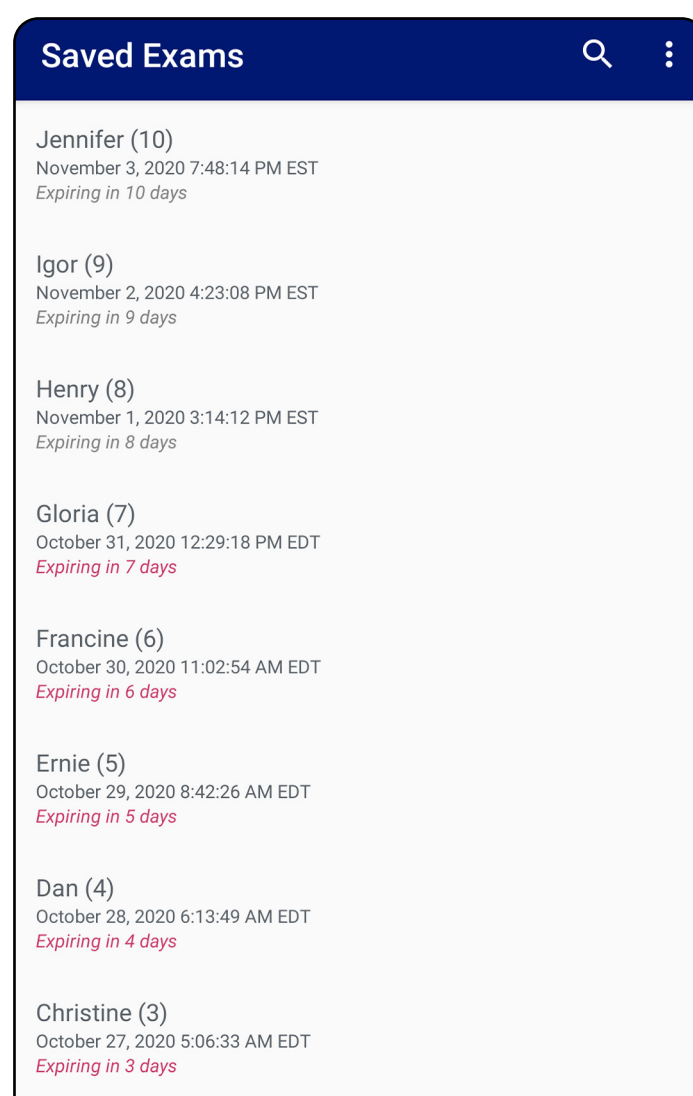 Saved Exams
Jennifer (10)
November 3, 2020 7:48:14 PM EST
Expiring in 10 days
Igor (9)
November 2, 2020 4:23:08 PM EST
Expiring in 9 days
Henry (8)
November 1, 2020 3:14:12 PM EST
Expiring in 8 days
Gloria (7)
October 31, 2020 12:29:18 PM EDT
Expiring in 7 days
Francine (6)
October 30, 2020 11:02:54 AM EDT
Expiring in 6 days
Ernie (5)
October 29, 2020 8:42:26 AM EDT
Expiring in 5 days
Dan (4)
October 28, 2020 6:13:49 AM EDT
Expiring in 4 days
Christine (3)
October 27, 2020 5:06:33 AM EDT
Expiring in 3 days